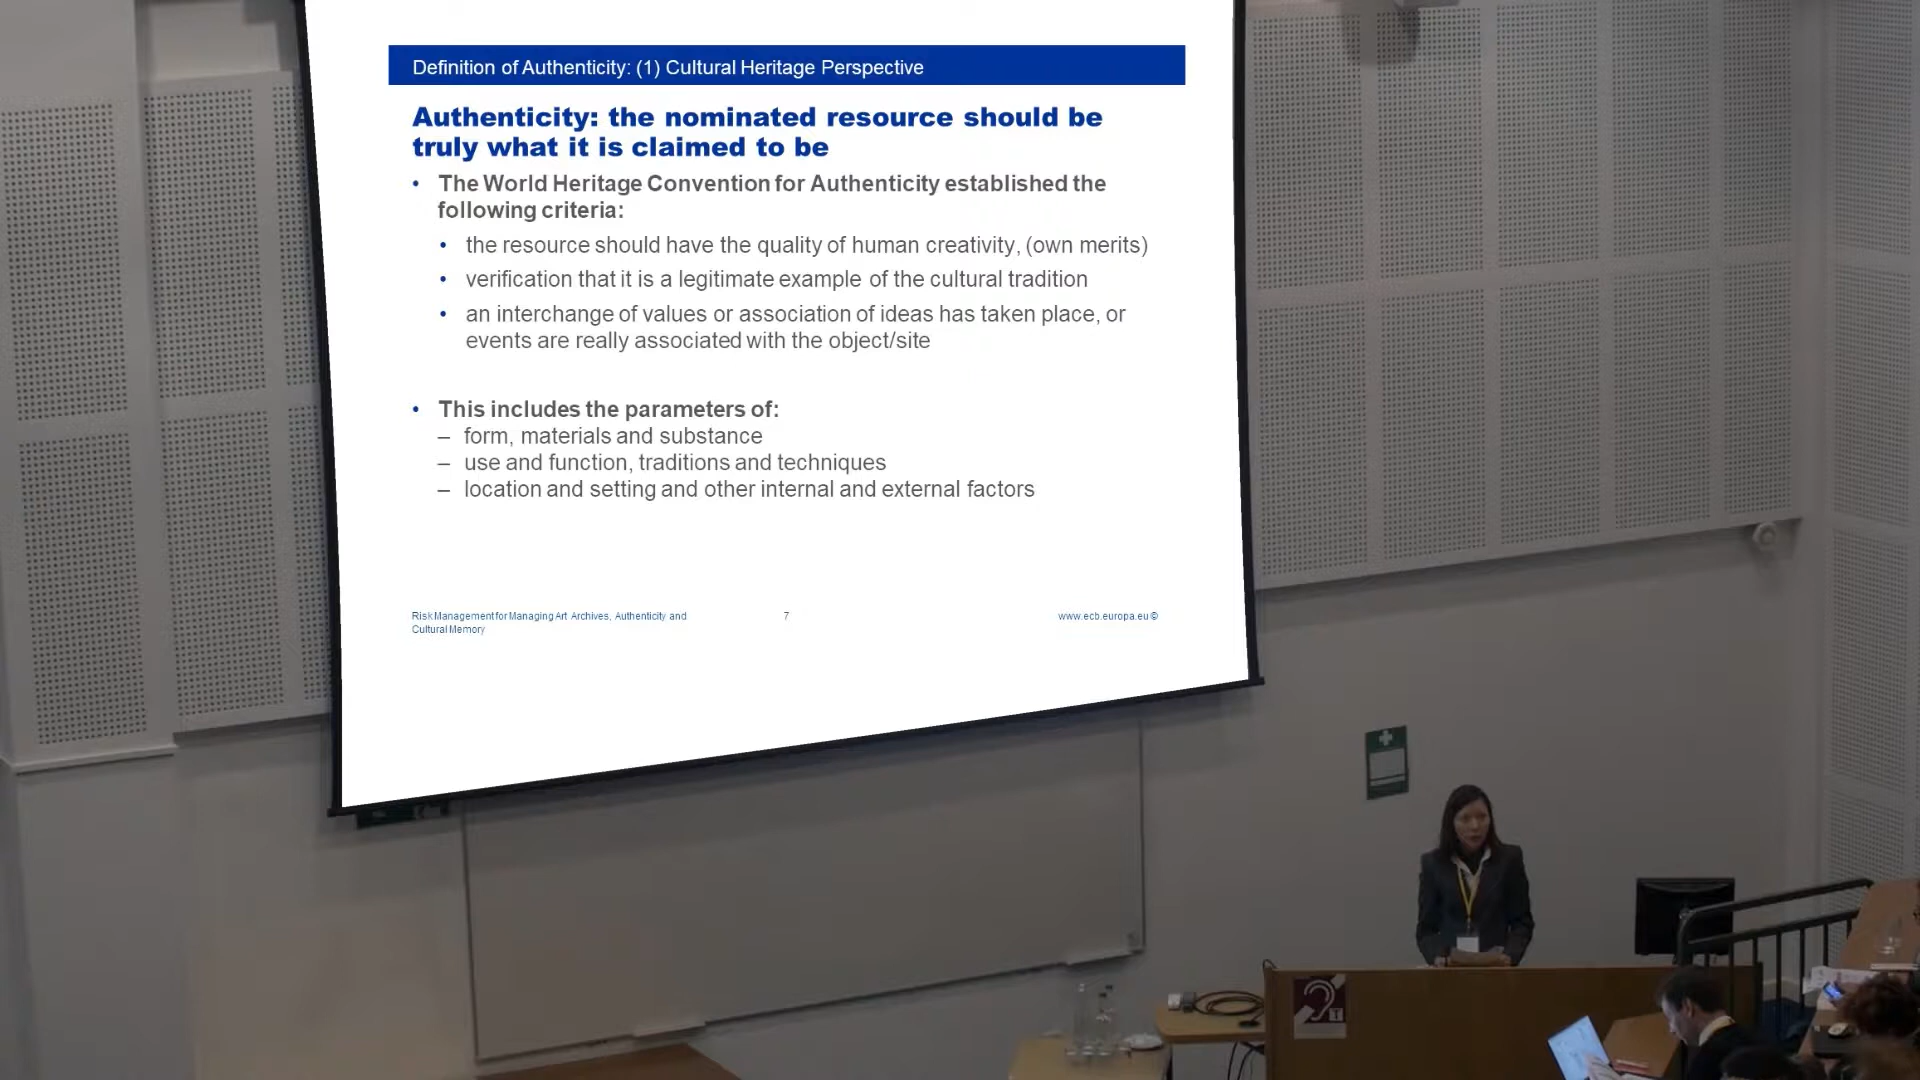 Definition of Authenticity: (1) Cultural Heritage Perspective
Authenticity: the nominated resource should be
truly what it is claimed to be
• The World Heritage Convention for Authenticity established the
following criteria:
• the resource should have the quality of human creativity, (own merits)
• verification that it is a legitimate example of the cultural tradition
• an interchange of values or association of ideas has taken place, or
events are really associated with the object/site
• This includes the parameters of:
– form, materials and substance
– use and function, traditions and techniques
– location and setting and other internal and external factors
Risk Management for Managing Art Archives, Authenticity and
Cultural Memory
7
www.ecb.europa.eu ©
T